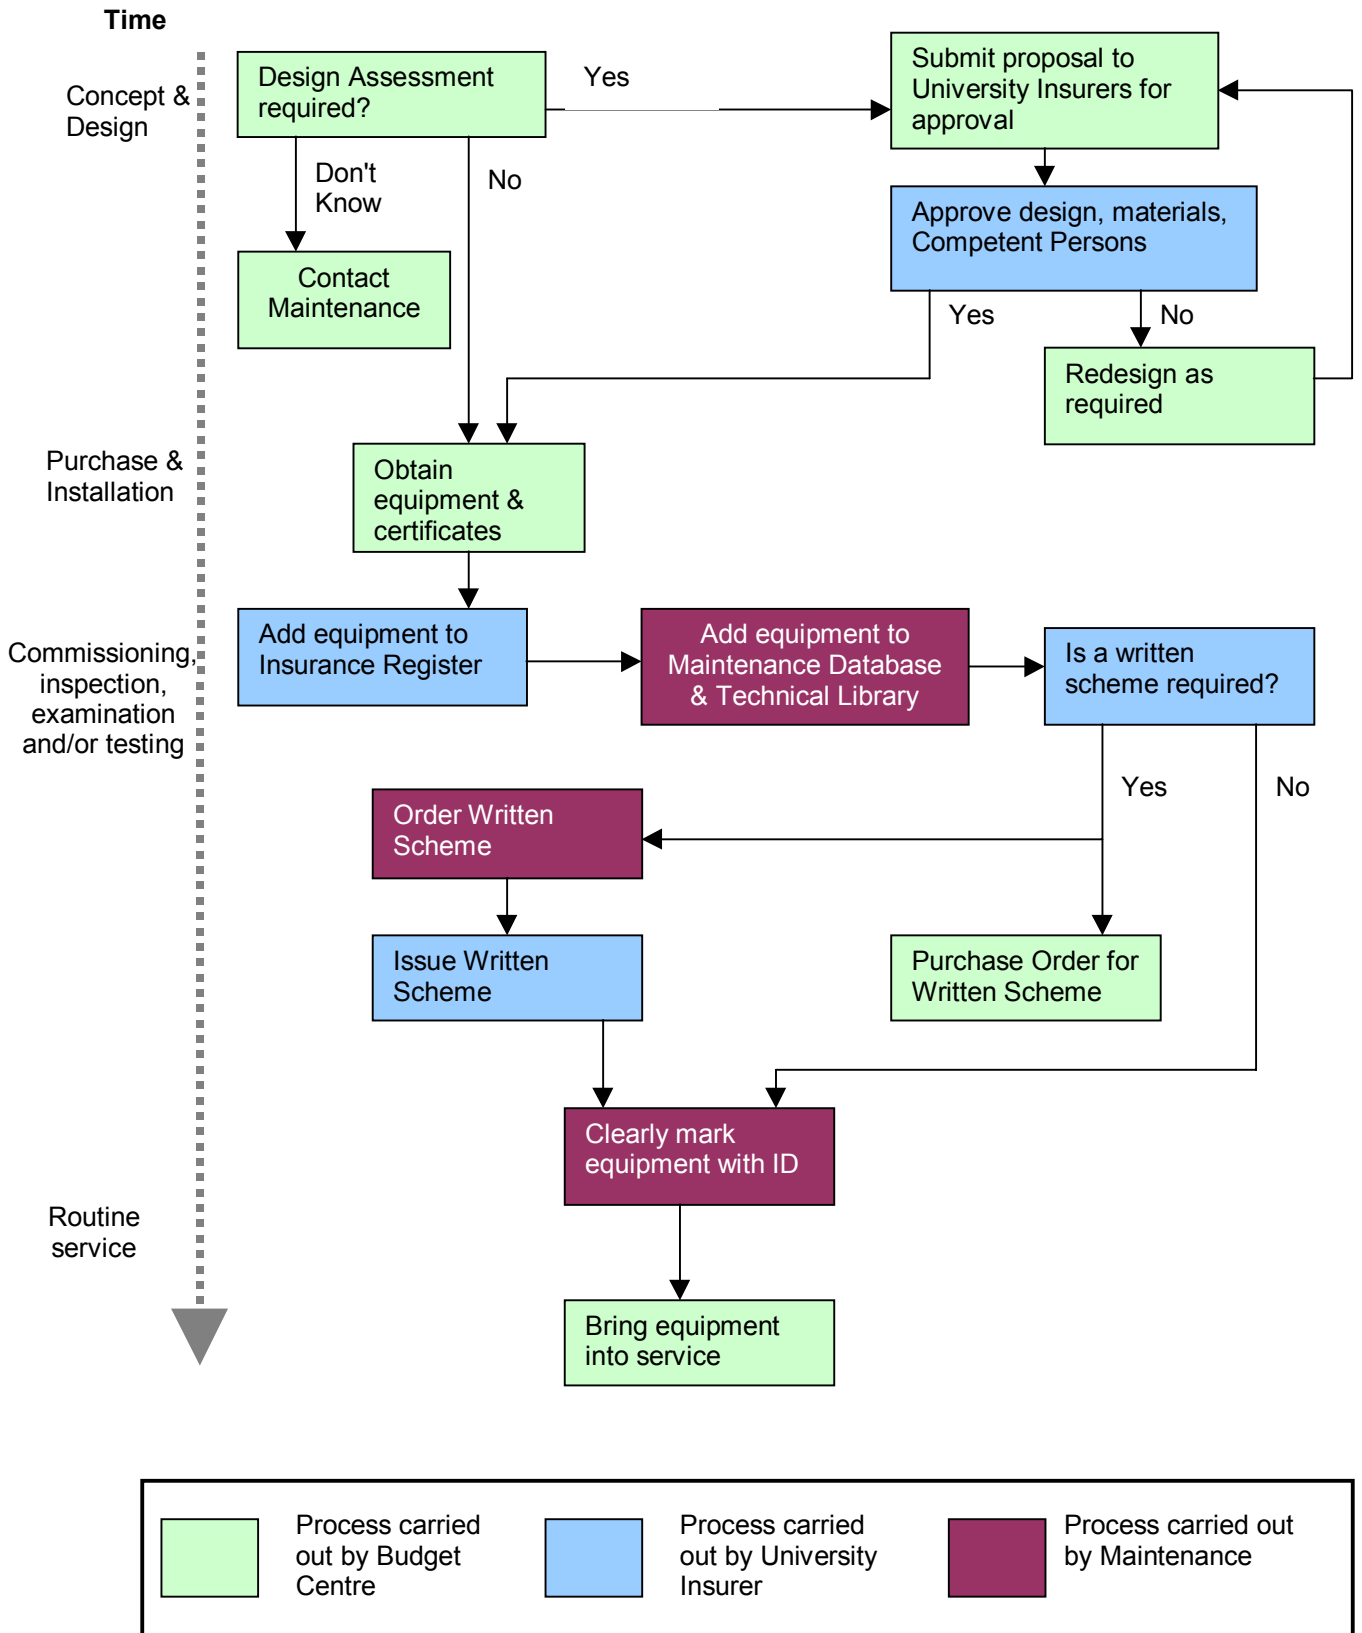 Time
Concept &
Design
Design Assessment
required?
Yes
Submit proposal to
University Insurers for
approval
Don't
Know
No
Approve design, materials,
Competent Persons
Contact
Maintenance
Yes
No
Redesign as
required
Purchase &
Installation
Obtain
equipment &
certificates
Commissioning,
inspection,
examination
and/or testing
Add equipment to
Insurance Register
Add equipment to
Maintenance Database
& Technical Library
Is a written
scheme required?
Yes
No
Order Written
Scheme
Issue Written
Scheme
Purchase Order for
Written Scheme
Clearly mark
equipment with ID
Routine
service
Bring equipment
into service
Process carried
out by Budget
Centre
Process carried
out by University
Insurer
Process carried out
by Maintenance